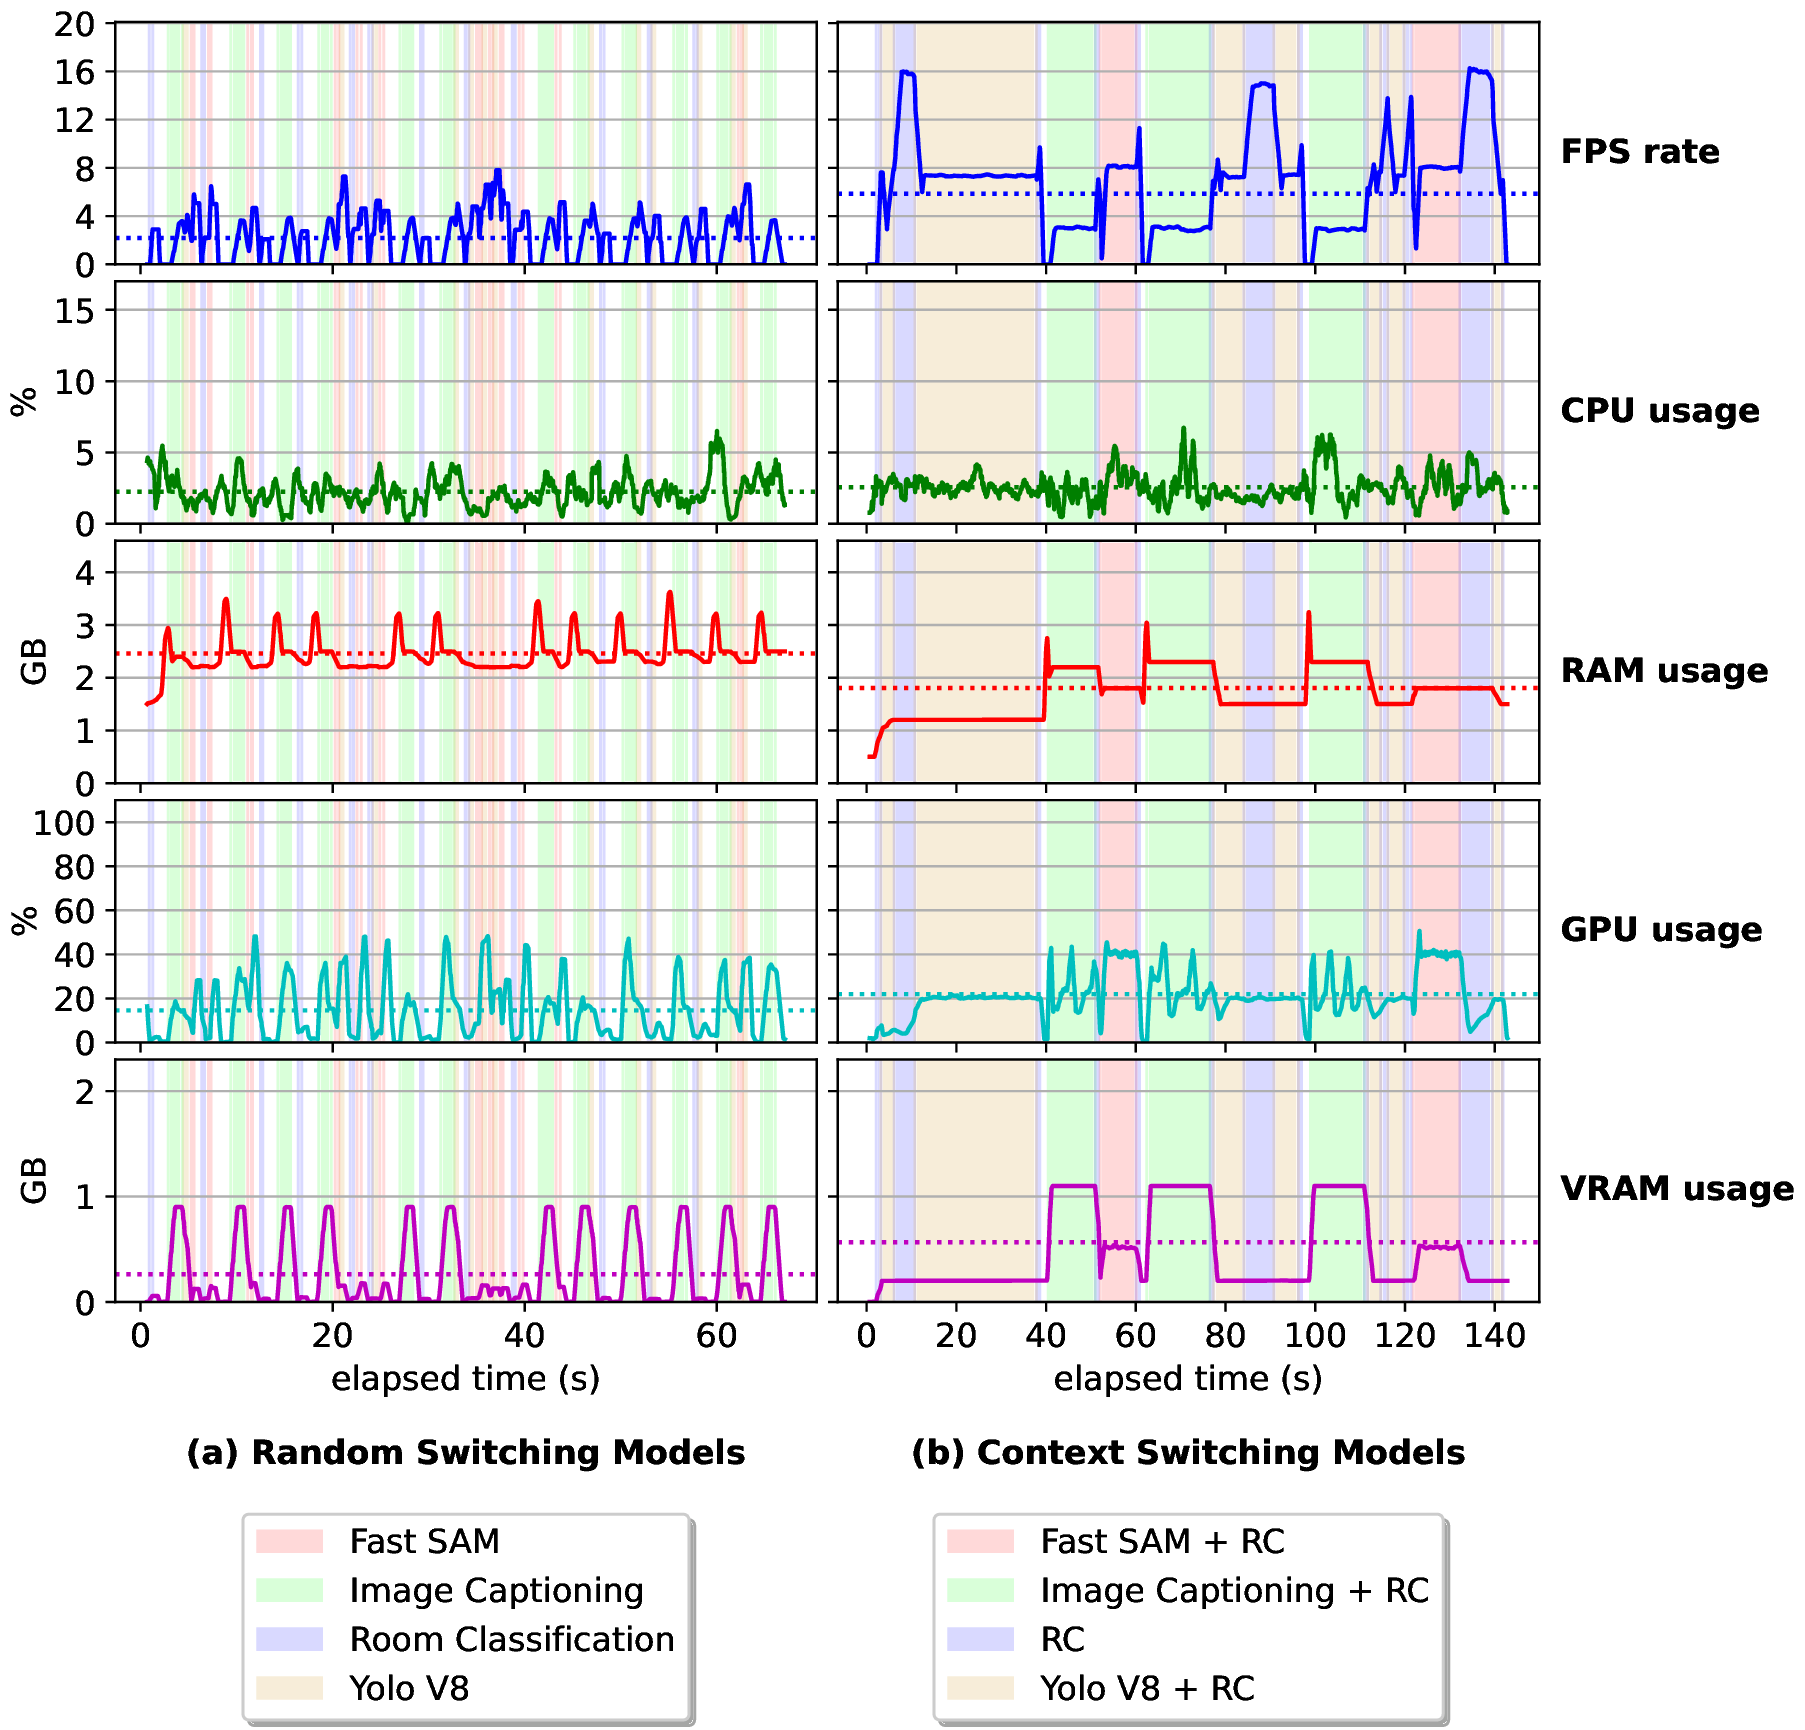 20
16
12
8
4
0
FPS rate
15
10
5
0
%
CPU usage
4
3
2
1
0
GB
RAM usage
100
80
60
40
20
0
%
GPU usage
2
1
0
GB
VRAM usage
0 20 40 60
0 20 40 60 80 100 120 140
elapsed time (s)
elapsed time (s)
(a) Random Switching Models
(b) Context Switching Models
Fast SAM
Image Captioning
Room Classification
Yolo V8
Fast SAM + RC
Image Captioning + RC
RC
Yolo V8 + RC